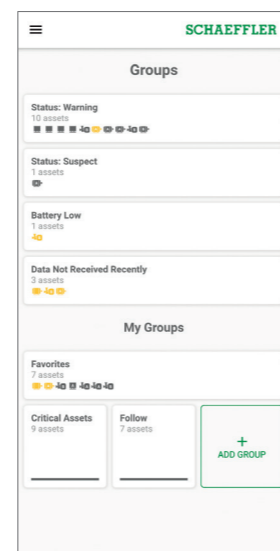 SCHAEFFLER
Groups
Status: Warning
10 assets
Status: Suspect
1 assets
Battery Low
1 assets
Data Not Received Recently
3 assets
My Groups
Favorites
7 assets
Critical Assets
9 assets
Follow
7 assets
+
ADD GROUP